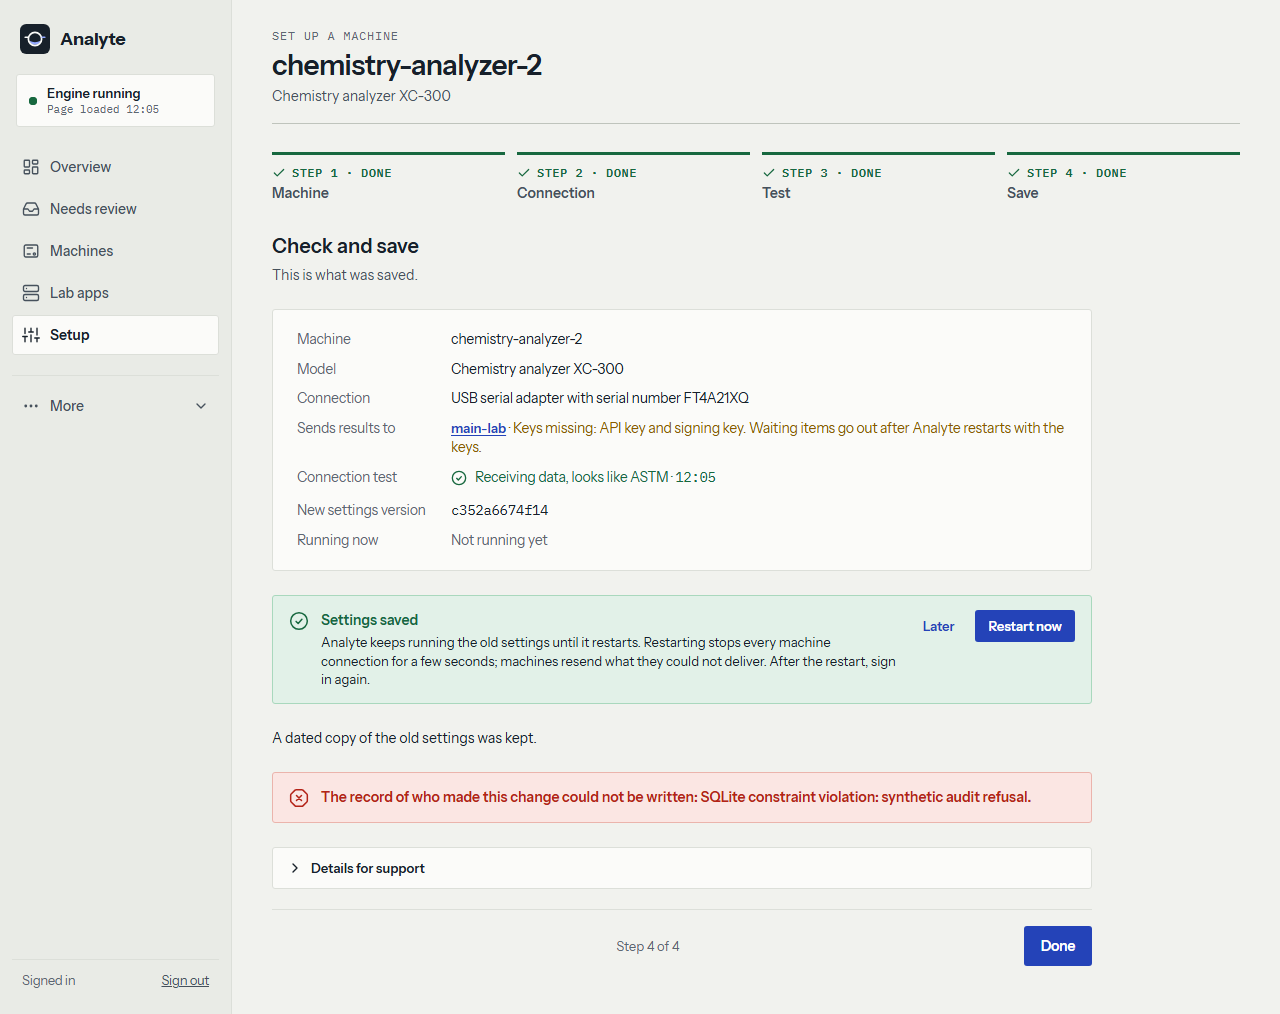 Analyte
Engine running
Page loaded 12:05
Overview
Needs review
Machines
Lab apps
Setup
More
Signed in
Sign out
SET UP A MACHINE
chemistry-analyzer-2
Chemistry analyzer XC-300
STEP 1 · DONE
Machine
STEP 2 · DONE
Connection
STEP 3 · DONE
Test
STEP 4 · DONE
Save
Check and save
This is what was saved.
Machine chemistry-analyzer-2
Model Chemistry analyzer XC-300
Connection USB serial adapter with serial number FT4A21XQ
Sends results to main-lab · Keys missing: API key and signing key. Waiting items go out after Analyte restarts with the
keys.
Connection test Receiving data, looks like ASTM · 12:05
New settings version c352a6674f14
Running now Not running yet
Settings saved
Analyte keeps running the old settings until it restarts. Restarting stops every machine
connection for a few seconds; machines resend what they could not deliver. After the restart, sign
in again.
Later
Restart now
A dated copy of the old settings was kept.
The record of who made this change could not be written: SQLite constraint violation: synthetic audit refusal.
Details for support
Step 4 of 4
Done